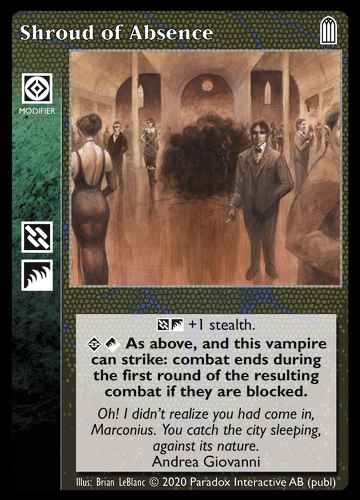 Shroud of Absence
MODIFIER
+1 stealth.
As above, and this vampire
can strike: combat ends during
the first round of the resulting
combat if they are blocked.
Oh! I didn't realize you had come in,
Marconius. You catch the city sleeping,
against its nature.
Andrea Giovanni
Illus: Brian LeBlanc © 2020 Paradox Interactive AB (publ)